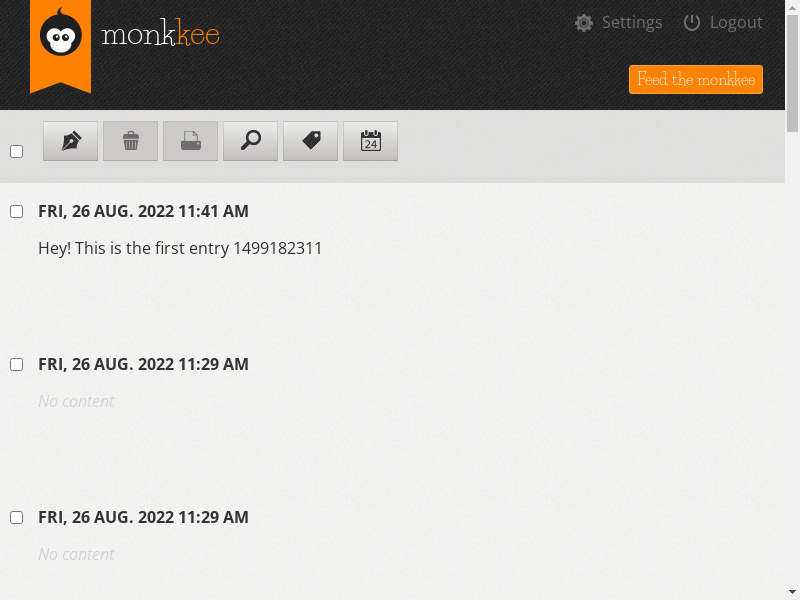 monkkee
Settings
Logout
Feed the monkkee
24
FRI, 26 AUG. 2022 11:41 AM
Hey! This is the first entry 1499182311
FRI, 26 AUG. 2022 11:29 AM
No content
FRI, 26 AUG. 2022 11:29 AM
No content